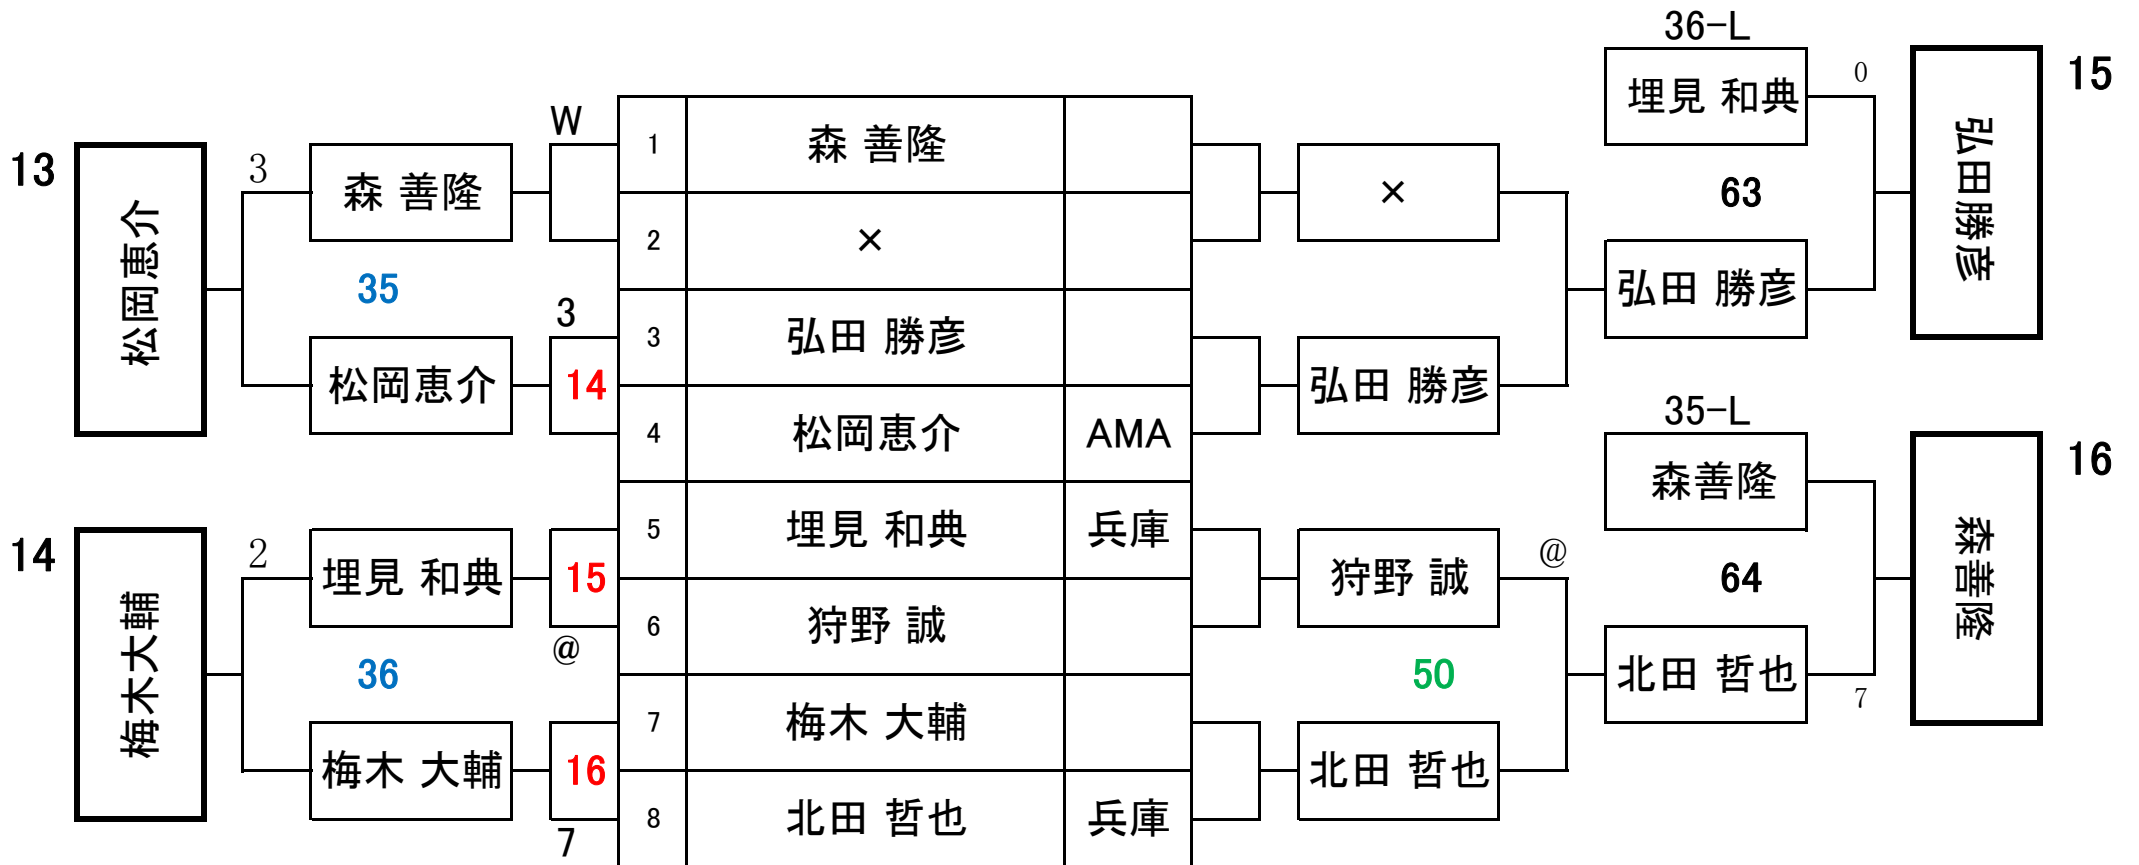 36-L
埋見 和典
0
15
弘田勝彦
W
1
森 善隆
13
松岡恵介
3
森 善隆
×
63
2
×
35
3
3
弘田 勝彦
弘田 勝彦
松岡恵介
14
弘田 勝彦
4
松岡恵介
AMA
35-L
森善隆
16
森善隆
5
埋見 和典
兵庫
14
梅木大輔
2
埋見 和典
15
狩野 誠
@
64
6
狩野 誠
@
36
50
北田 哲也
7
7
梅木 大輔
梅木 大輔
16
北田 哲也
8
北田 哲也
兵庫
7